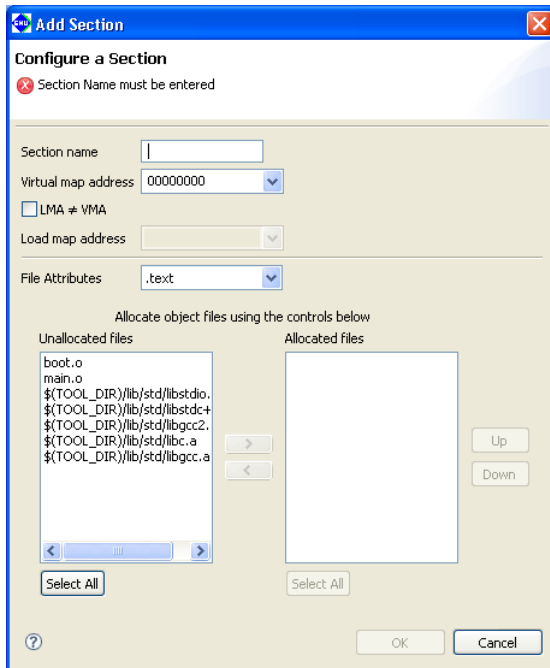 GNU Add Section
Configure a Section
Section Name must be entered
Section name
Virtual map address 00000000
LMA ≠ VMA
Load map address
File Attributes .text
Allocate object files using the controls below
Unallocated files Allocated files
boot.o
main.o
$(TOOL_DIR)/lib/std/libstdio.
$(TOOL_DIR)/lib/std/libstdc+
$(TOOL_DIR)/lib/std/libgcc2.
$(TOOL_DIR)/lib/std/libc.a
$(TOOL_DIR)/lib/std/libgcc.a
>
<
Up
Down
Select All Select All
? OK Cancel